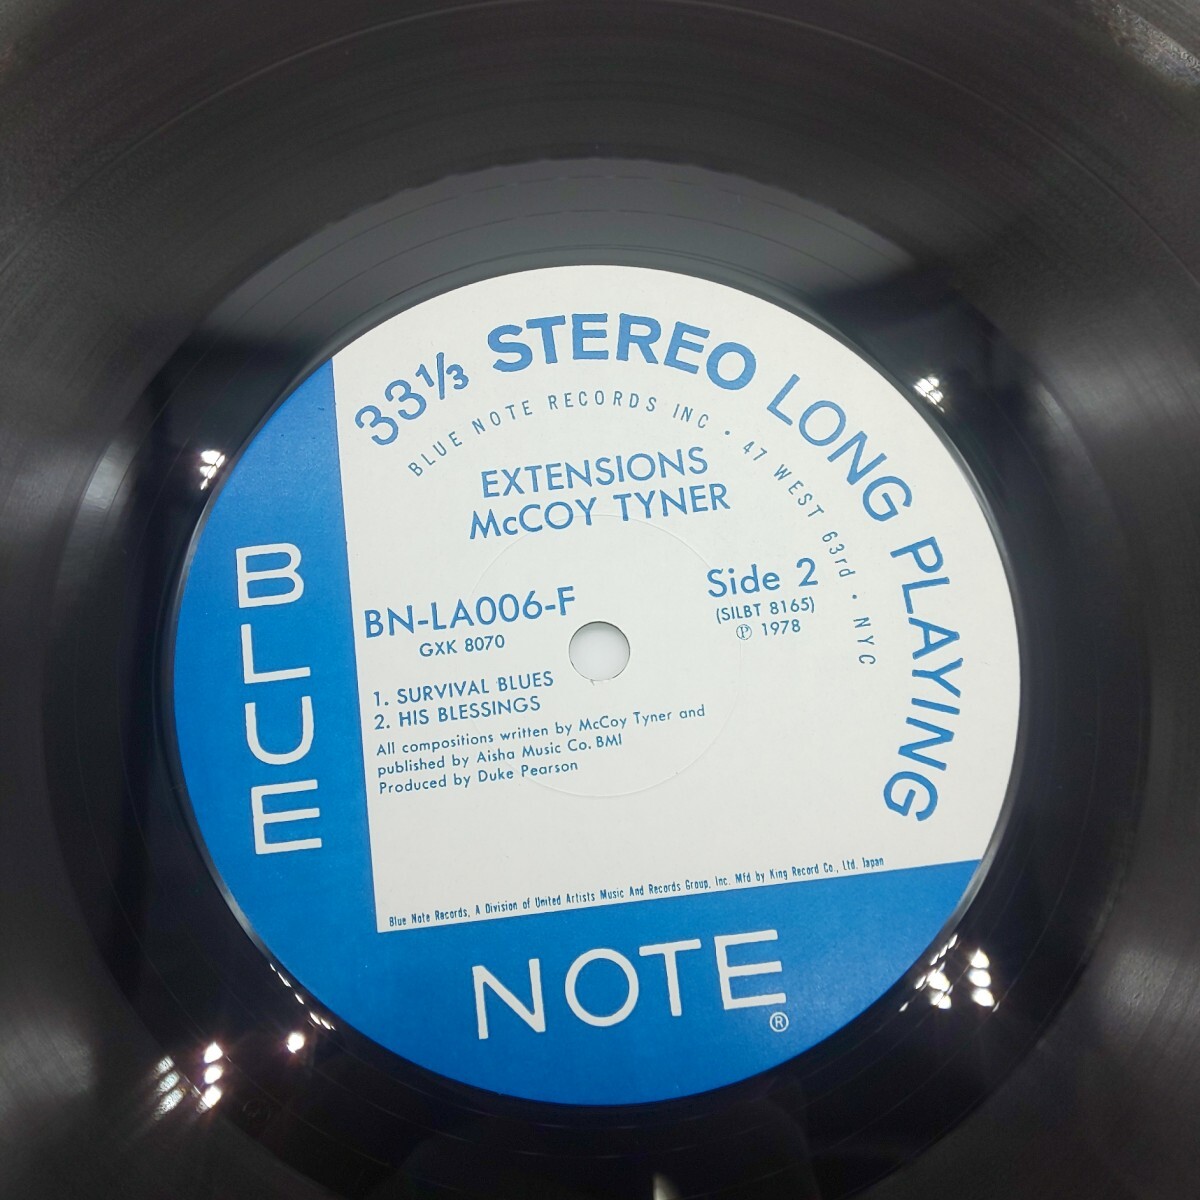 33⅓ STEREO LONG PLAYING
BLUE NOTE RECORDS INC · 47 WEST 63rd · NYC
EXTENSIONS
McCOY TYNER
BN-LA006-F
GXK 8070
Side 2
(SILBT 8165)
Ⓟ 1978
1. SURVIVAL BLUES
2. HIS BLESSINGS
All compositions written by McCoy Tyner and
published by Aisha Music Co. BMI
Produced by Duke Pearson
Blue Note Records, A Division of United Artists Music And Records Group, Inc. Mfd by King Record Co., Ltd. Japan
BLUE
NOTE®